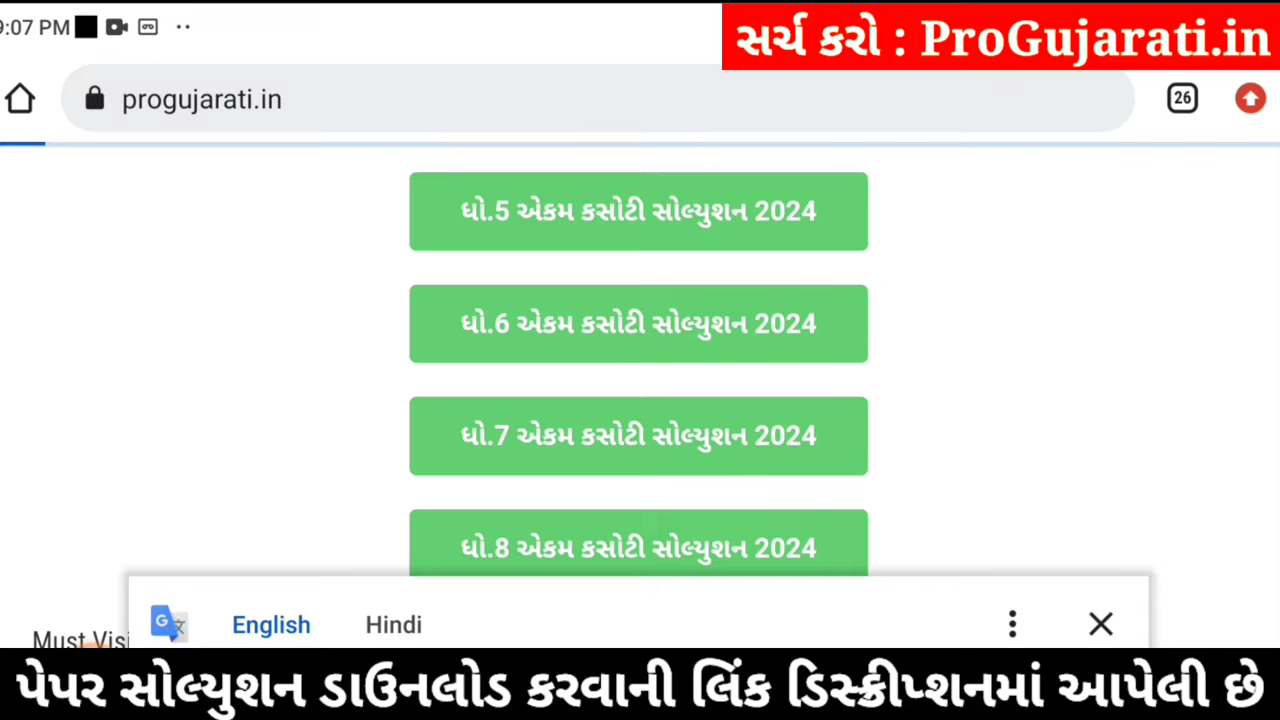 9:07 PM
સર્ચ કરો : ProGujarati.in
progujarati.in
26
ધો.5 એકમ કસોટી સોલ્યુશન 2024
ધો.6 એકમ કસોટી સોલ્યુશન 2024
ધો.7 એકમ કસોટી સોલ્યુશન 2024
ધો.8 એકમ કસોટી સોલ્યુશન 2024
English Hindi
Must Visi
પેપર સોલ્યુશન ડાઉનલોડ કરવાની લિંક ડિસ્ક્રીપ્શનમાં આપેલી છે